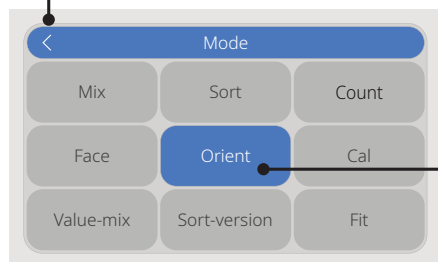 Mode
Mix Sort Count
Face Orient Cal
Value-mix Sort-version Fit